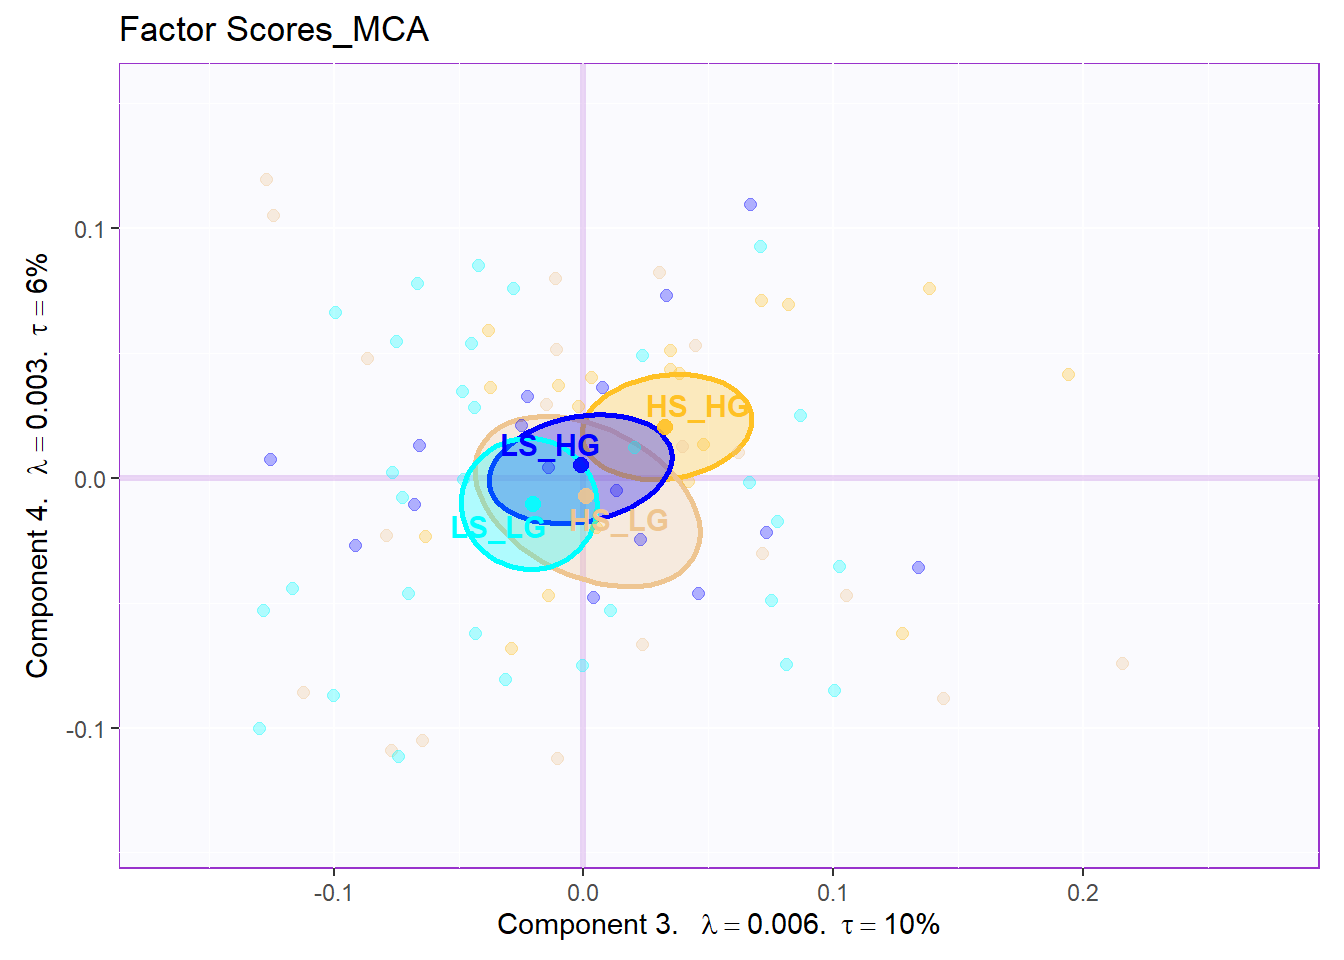 Factor Scores_MCA
Component 4.  λ = 0.003.  τ = 6%
0.1
0.0
-0.1
HS_HG
LS_HG
LS_LG
HS_LG
-0.1
0.0
0.1
0.2
Component 3.  λ = 0.006.  τ = 10%